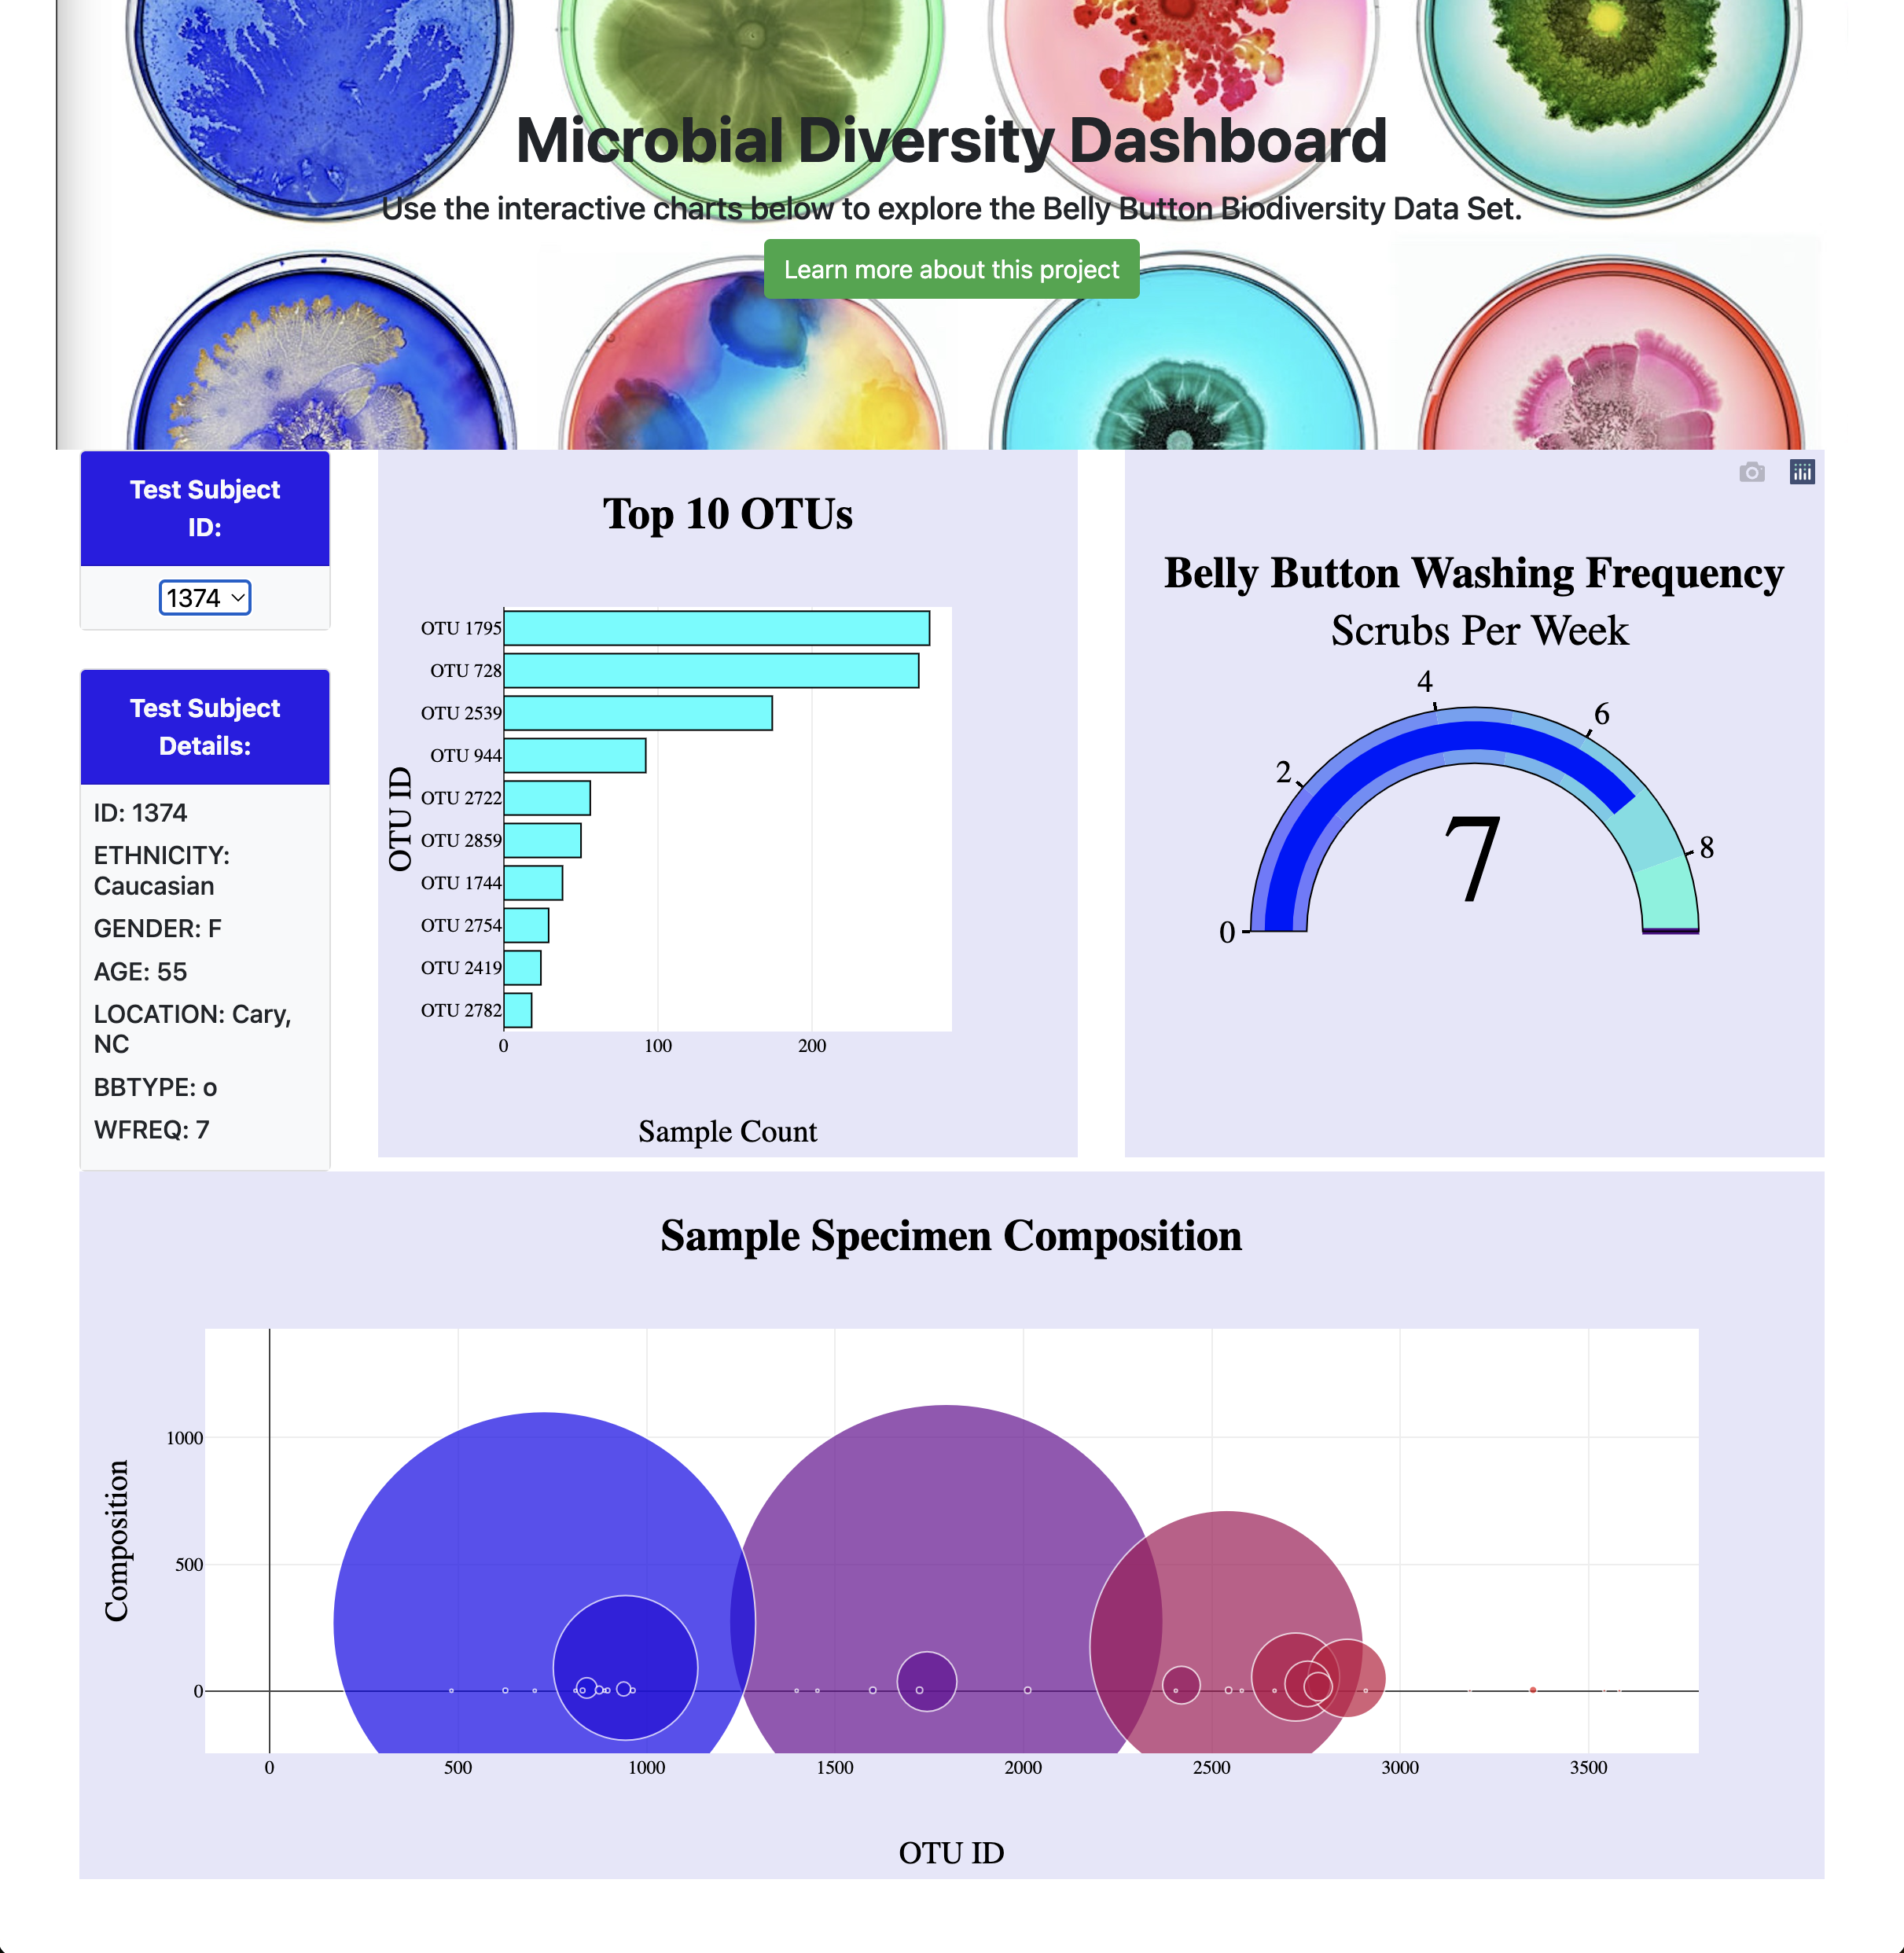 Microbial Diversity Dashboard
Use the interactive charts below to explore the Belly Button Biodiversity Data Set.
Learn more about this project
Test Subject
ID:
1374
Test Subject
Details:
ID: 1374
ETHNICITY:
Caucasian
GENDER: F
AGE: 55
LOCATION: Cary,
NC
BBTYPE: o
WFREQ: 7
Top 10 OTUs
OTU ID
OTU 1795
OTU 728
OTU 2539
OTU 944
OTU 2722
OTU 2859
OTU 1744
OTU 2754
OTU 2419
OTU 2782
0 100 200
Sample Count
Belly Button Washing Frequency
Scrubs Per Week
0
2
4
6
8
7
Sample Specimen Composition
Composition
1000
500
0
0 500 1000 1500 2000 2500 3000 3500
OTU ID